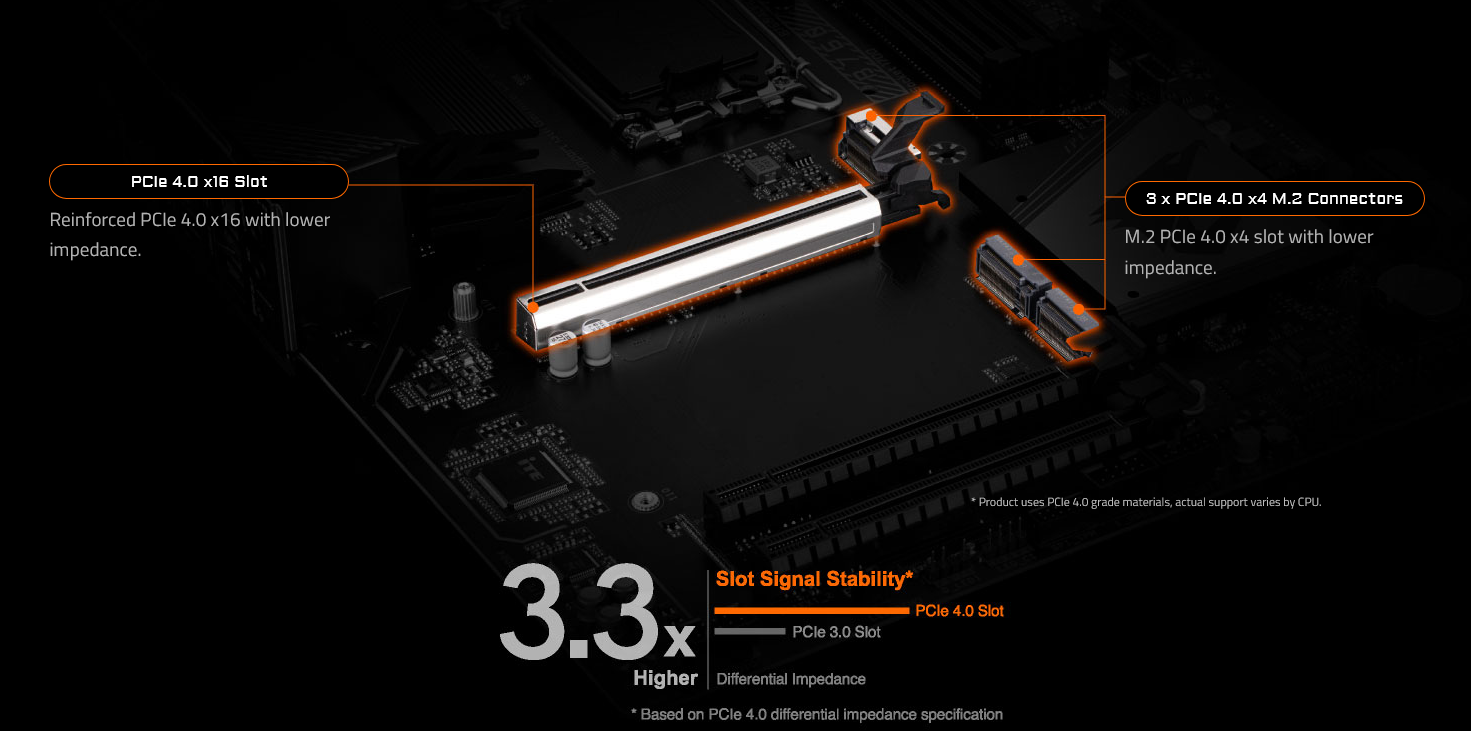 PCIe 4.0 x16 Slot
Reinforced PCIe 4.0 x16 with lower
impedance.
3 x PCIe 4.0 x4 M.2 Connectors
M.2 PCIe 4.0 x4 slot with lower
impedance.
* Product uses PCIe 4.0 grade materials, actual support varies by CPU.
3.3x
Higher
Slot Signal Stability*
PCIe 4.0 Slot
PCIe 3.0 Slot
Differential Impedance
* Based on PCIe 4.0 differential impedance specification